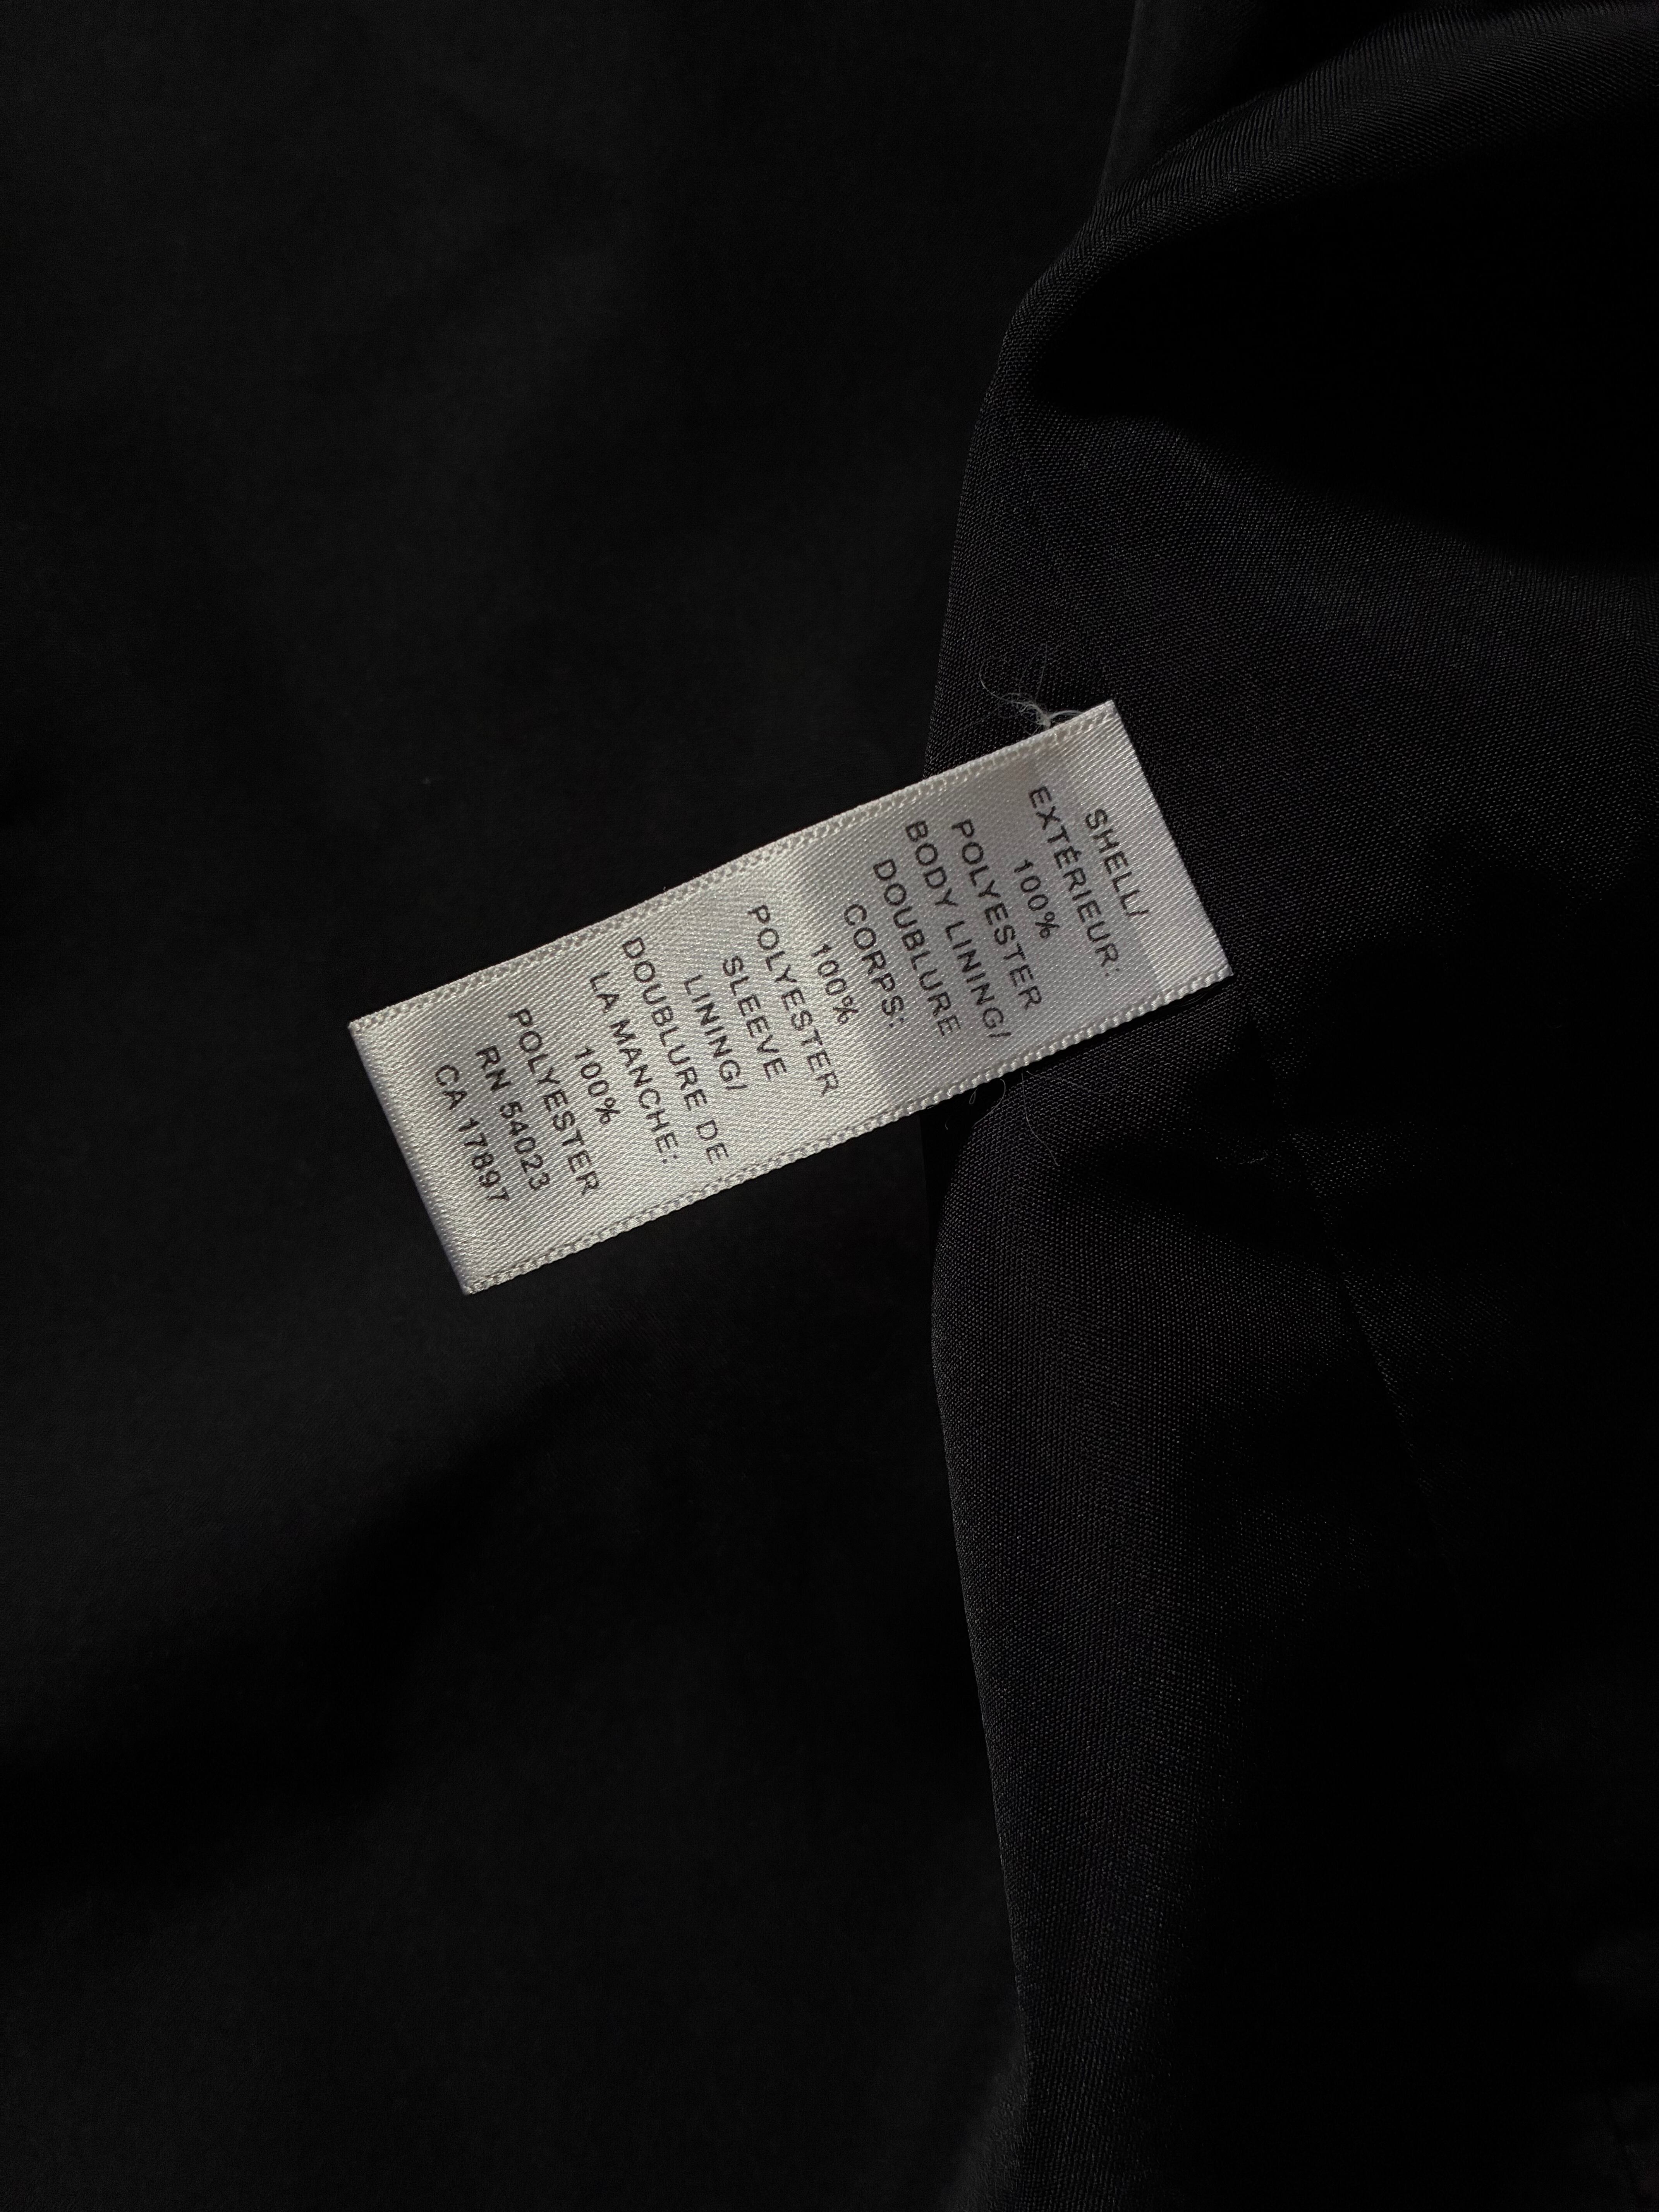 SHELL/
EXTÉRIEUR:
100%
POLYESTER
BODY LINING/
DOUBLURE
CORPS:
100%
POLYESTER
SLEEVE
LINING/
DOUBLURE DE
LA MANCHE:
100%
POLYESTER
RN 54023
CA 17897